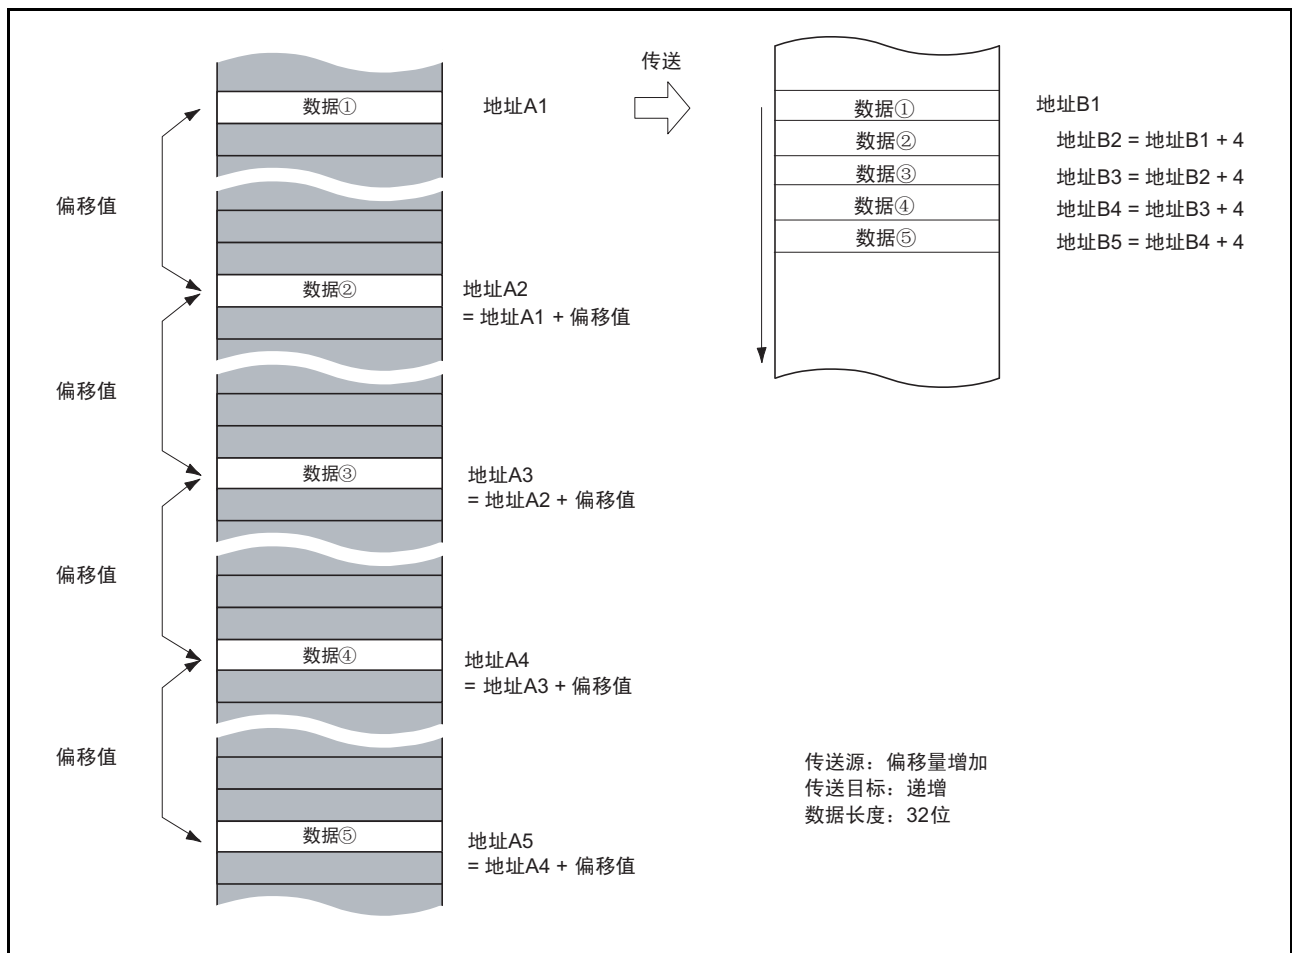 传送
数据①
地址A1
数据①
地址B1
数据②
地址B2 = 地址B1 + 4
数据③
地址B3 = 地址B2 + 4
偏移值
数据④
地址B4 = 地址B3 + 4
数据⑤
地址B5 = 地址B4 + 4
数据②
地址A2
= 地址A1 + 偏移值
偏移值
数据③
地址A3
= 地址A2 + 偏移值
偏移值
数据④
地址A4
= 地址A3 + 偏移值
偏移值
传送源：偏移量增加
传送目标：递增
数据长度：32位
数据⑤
地址A5
= 地址A4 + 偏移值